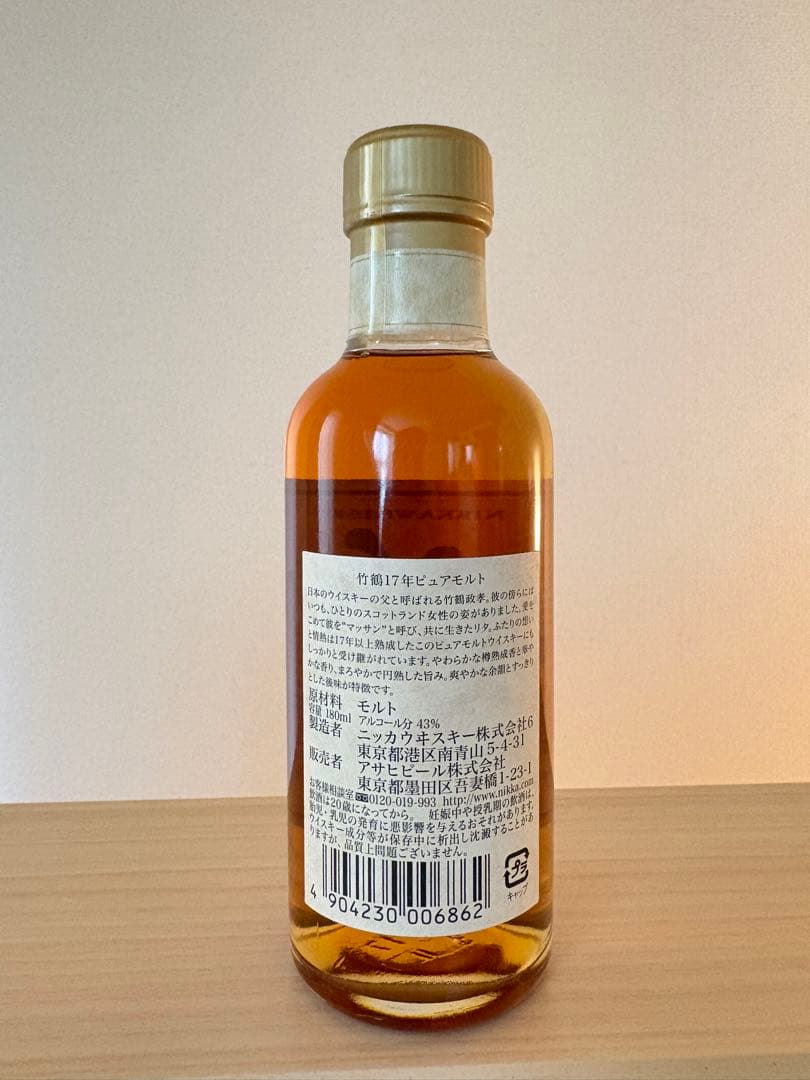 NIKKA WHISK
竹鶴17年ピュアモルト
日本のウイスキーの父と呼ばれる竹鶴政孝。彼の傍らには
いつも、ひとりのスコットランド女性の姿がありました。愛を
こめて彼を“マッサン”と呼び、共に生きたリタ。ふたりの想い
と情熱は17年以上熟成したこのピュアモルトウイスキーにも
しっかりと受け継がれています。やわらかな樽熟成香と華や
かな香り、まろやかで円熟した旨み。爽やかな余韻とすっきり
とした後味が特徴です。
原材料 モルト
容量 180ml アルコール分 43%
製造者 ニッカウヰスキー株式会社6
東京都港区南青山5-4-31
販売者 アサヒビール株式会社
東京都墨田区吾妻橋1-23-1
お客様相談室 0120-019-993 http://www.nikka.com
飲酒は20歳になってから。 妊娠中や授乳期の飲酒は、
胎児・乳児の発育に悪影響を与えるおそれがあります。
ウイスキー成分等が保存中に析出し沈澱することがあ
りますが、品質上問題ございません。
プラ
キャップ
4 904230 006862